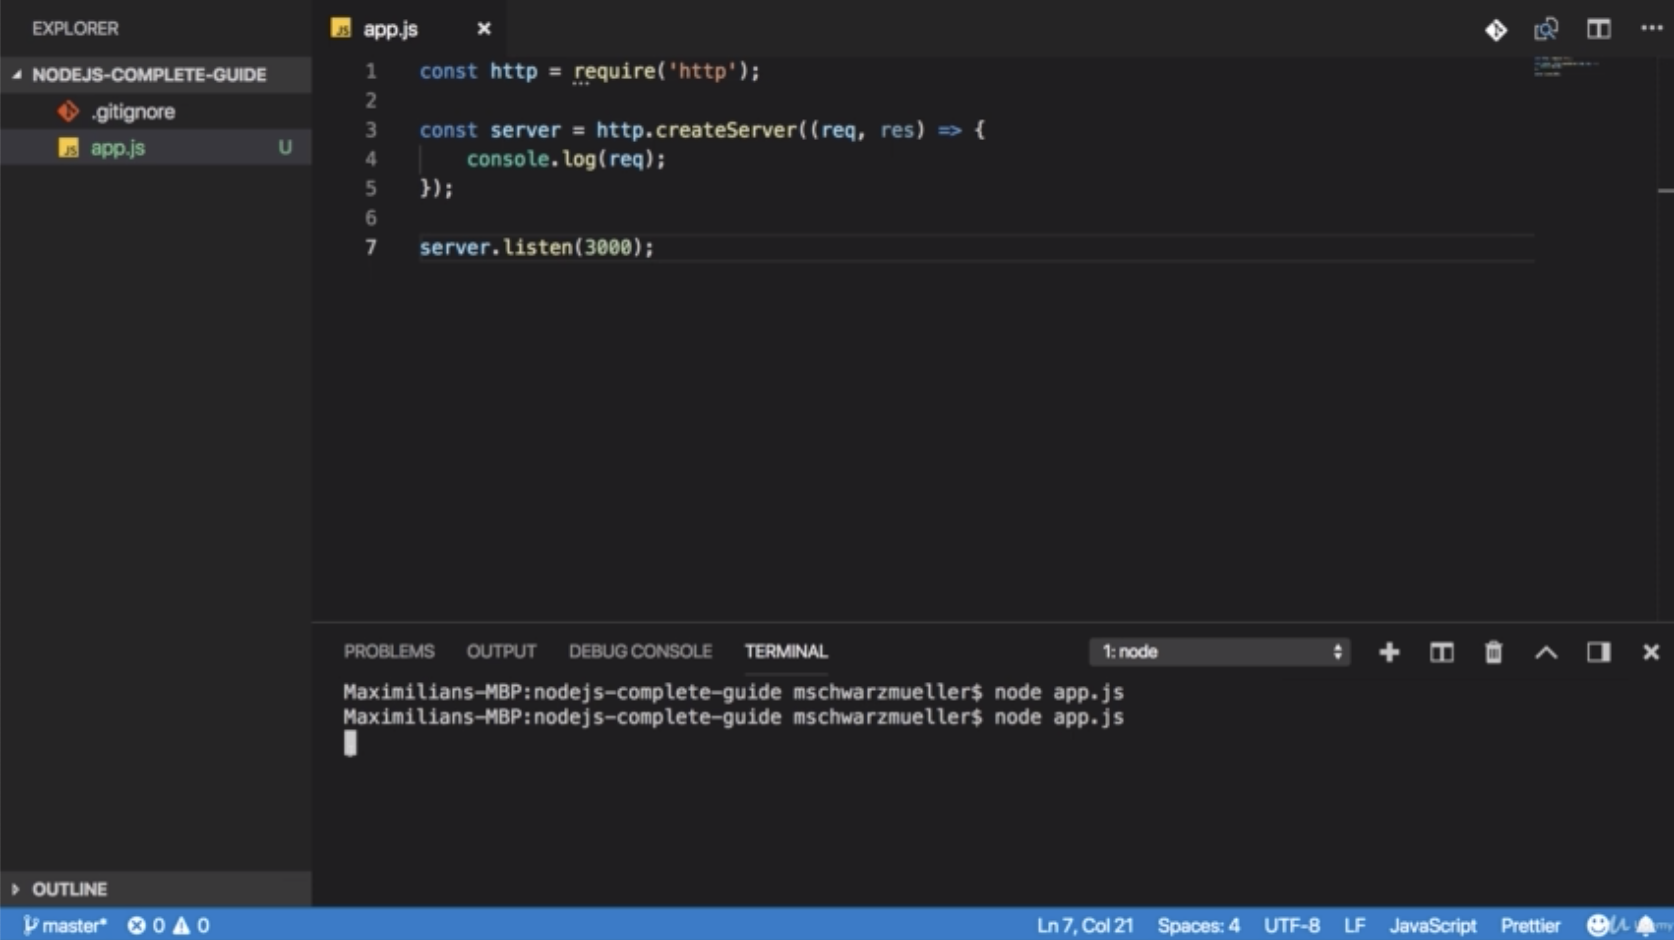 EXPLORER
NODEJS-COMPLETE-GUIDE
.gitignore
app.js U
OUTLINE
app.js
1 const http = require('http');
2
3 const server = http.createServer((req, res) => {
4 console.log(req);
5 });
6
7 server.listen(3000);
PROBLEMS OUTPUT DEBUG CONSOLE TERMINAL 1: node
Maximilians-MBP:nodejs-complete-guide mschwarzmueller$ node app.js
Maximilians-MBP:nodejs-complete-guide mschwarzmueller$ node app.js
master* 0 0 Ln 7, Col 21 Spaces: 4 UTF-8 LF JavaScript Prettier